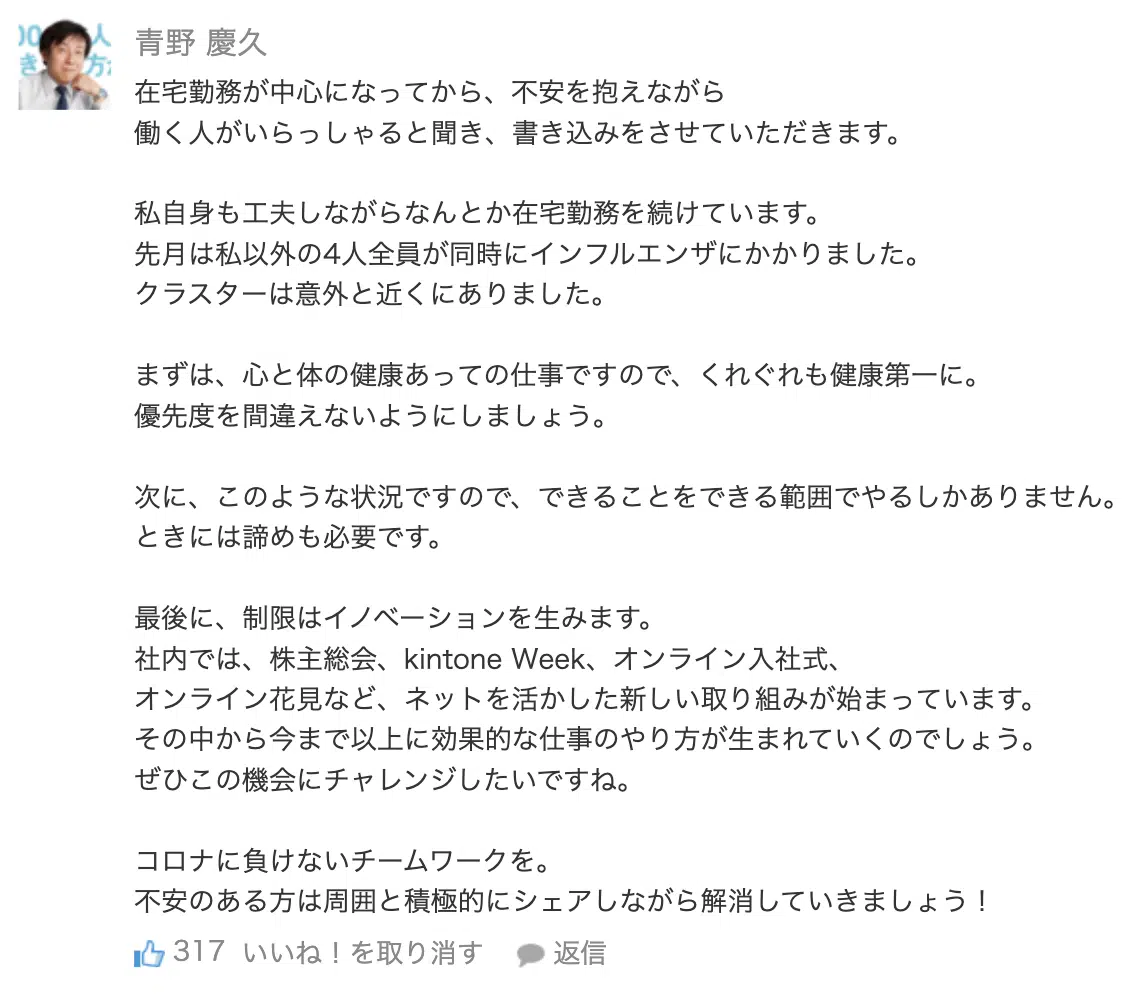 青野 慶久
在宅勤務が中心になってから、不安を抱えながら
働く人がいらっしゃると聞き、書き込みをさせていただきます。
私自身も工夫しながらなんとか在宅勤務を続けています。
先月は私以外の4人全員が同時にインフルエンザにかかりました。
クラスターは意外と近くにありました。
まずは、心と体の健康あっての仕事ですので、くれぐれも健康第一に。
優先度を間違えないようにしましょう。
次に、このような状況ですので、できることをできる範囲でやるしかありません。
ときには諦めも必要です。
最後に、制限はイノベーションを生みます。
社内では、株主総会、kintone Week、オンライン入社式、
オンライン花見など、ネットを活かした新しい取り組みが始まっています。
その中から今まで以上に効果的な仕事のやり方が生まれていくのでしょう。
ぜひこの機会にチャレンジしたいですね。
コロナに負けないチームワークを。
不安のある方は周囲と積極的にシェアしながら解消していきましょう！
317 いいね！を取り消す 返信